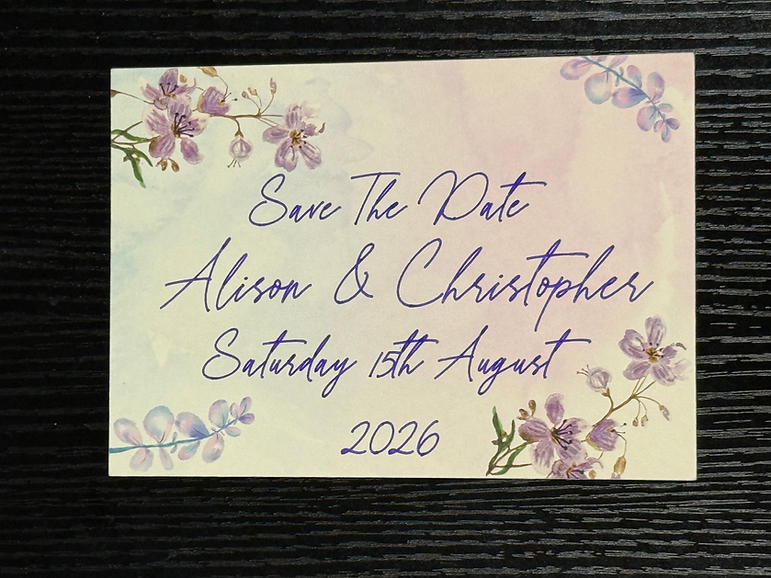 Save The Date
Alison & Christopher
Saturday 15th August
2026